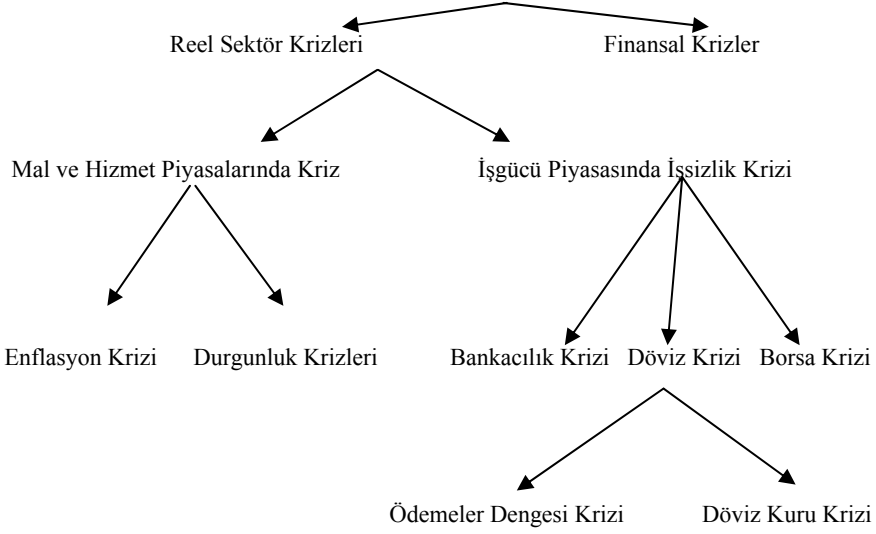 Reel Sektör Krizleri Finansal Krizler
Mal ve Hizmet Piyasalarında Kriz İşgücü Piyasasında İşsizlik Krizi
Enflasyon Krizi Durgunluk Krizleri Bankacılık Krizi Döviz Krizi Borsa Krizi
Ödemeler Dengesi Krizi Döviz Kuru Krizi